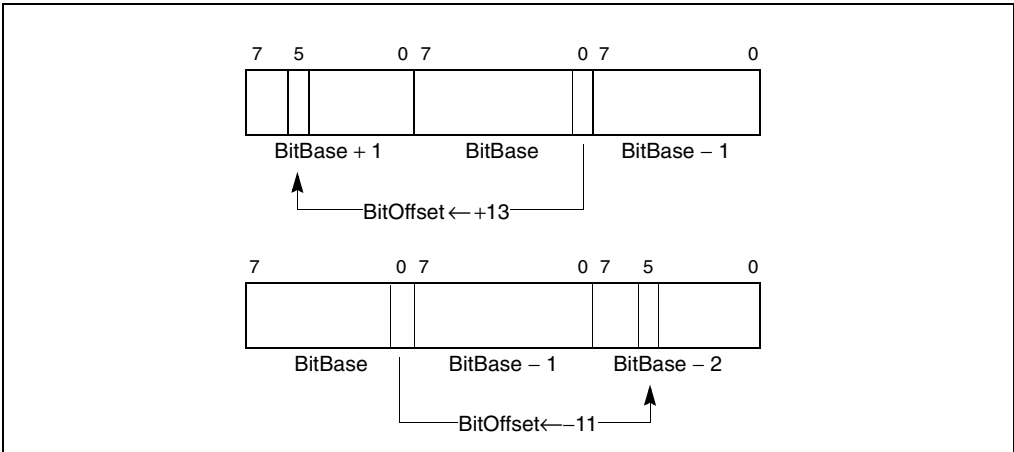 7 5 0 7 0 7 0
BitBase + 1 BitBase BitBase − 1
BitOffset ← +13
7 0 7 0 7 5 0
BitBase BitBase − 1 BitBase − 2
BitOffset←−11